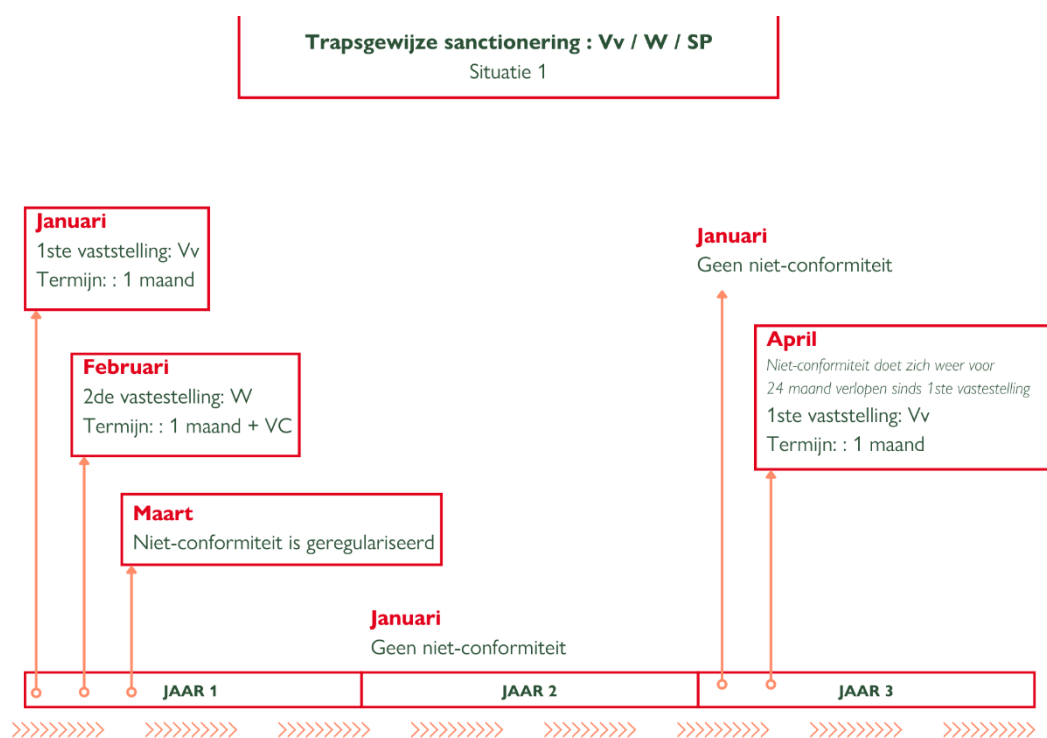 Trapsgewijze sanctionering : Vv / W / SP
Situatie 1
Januari
1ste vaststelling: Vv
Termijn: : 1 maand
Februari
2de vastestelling: W
Termijn: : 1 maand + VC
Maart
Niet-conformiteit is geregulariseerd
Januari
Geen niet-conformiteit
Januari
Geen niet-conformiteit
April
Niet-conformiteit doet zich weer voor
24 maand verlopen sinds 1ste vastestelling
1ste vaststelling: Vv
Termijn: : 1 maand
JAAR 1
JAAR 2
JAAR 3